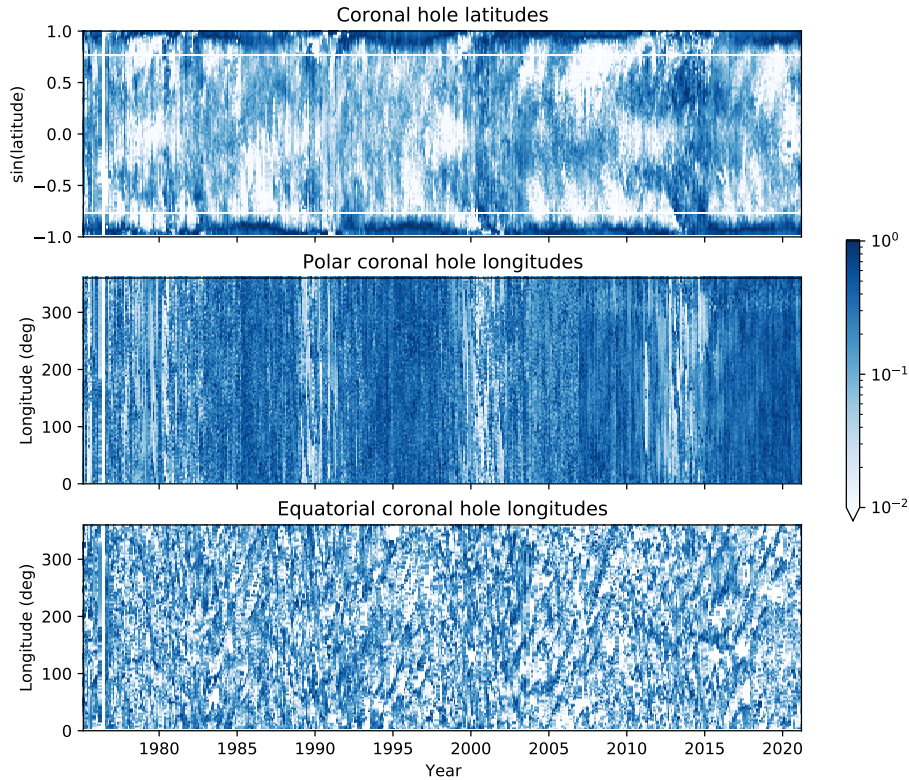 Coronal hole latitudes
1.0
0.5
0.0
−0.5
−1.0
sin(latitude)
Polar coronal hole longitudes
300
200
100
0
Longitude (deg)
Equatorial coronal hole longitudes
300
200
100
0
Longitude (deg)
1980 1985 1990 1995 2000 2005 2010 2015 2020
Year
10⁰
10⁻¹
10⁻²